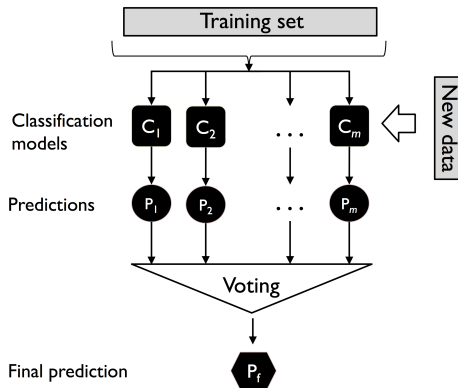 Training set
Classification
models
C1 C2 ... Cm
New data
Predictions
P1 P2 ... Pm
Voting
Final prediction
Pf